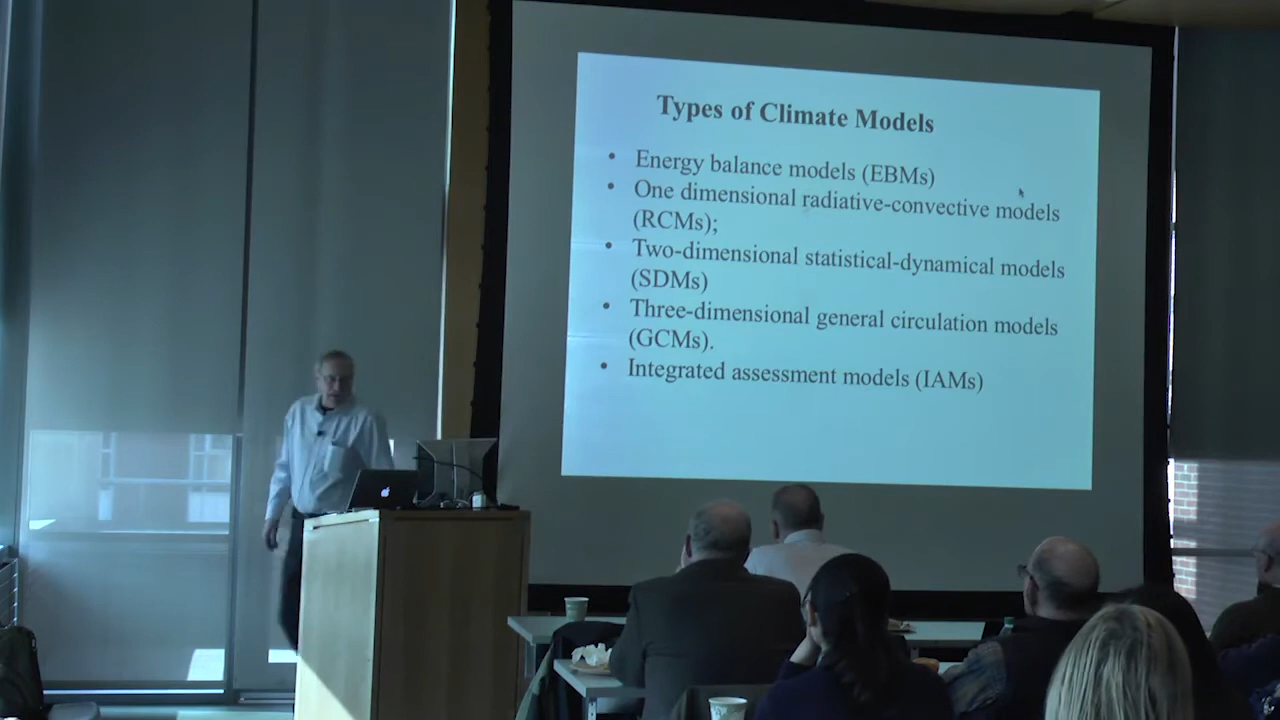 Types of Climate Models
• Energy balance models (EBMs)
• One dimensional radiative-convective models
(RCMs);
• Two-dimensional statistical-dynamical models
(SDMs)
• Three-dimensional general circulation models
(GCMs).
• Integrated assessment models (IAMs)